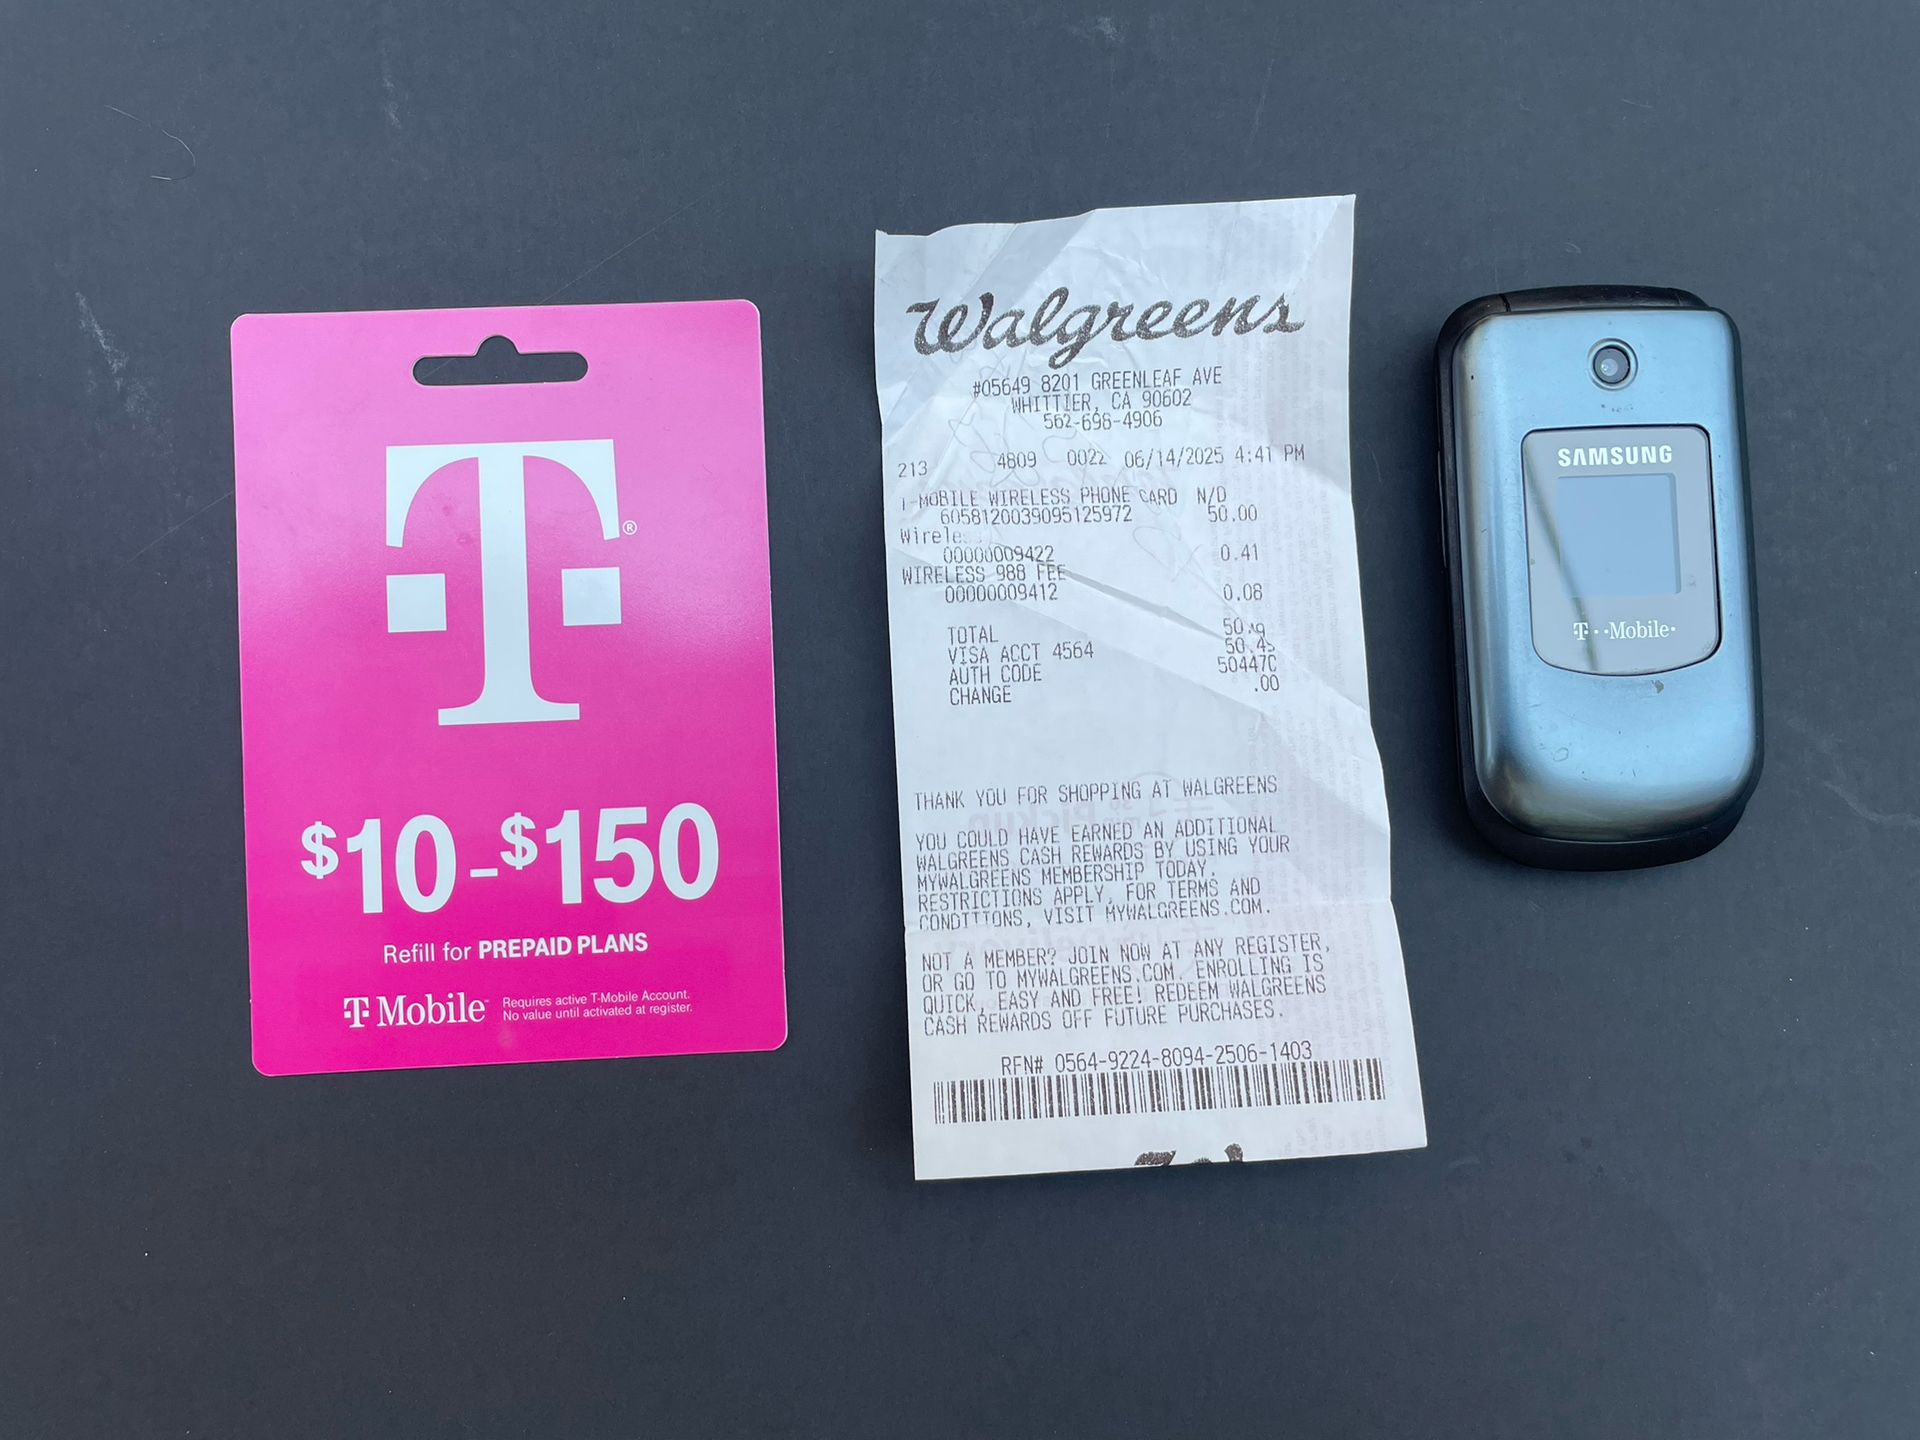 T®
$10-$150
Refill for PREPAID PLANS
T Mobile
Requires active T-Mobile Account.
No value until activated at register.
Walgreens
#05649 8201 GREENLEAF AVE
WHITTIER, CA 90602
562-698-4906
213 4809 0022 06/14/2025 4:41 PM
T-MOBILE WIRELESS PHONE CARD N/D
6058120039095125972 50.00
00000009422 0.41
WIRELESS 988 FEE
00000009412 0.08
TOTAL
VISA ACCT 4564
AUTH CODE 50447C
CHANGE .00
THANK YOU FOR SHOPPING AT WALGREENS
YOU COULD HAVE EARNED AN ADDITIONAL
WALGREENS CASH REWARDS BY USING YOUR
MYWALGREENS MEMBERSHIP TODAY.
RESTRICTIONS APPLY, FOR TERMS AND
CONDITIONS, VISIT MYWALGREENS.COM.
NOT A MEMBER? JOIN NOW AT ANY REGISTER,
OR GO TO MYWALGREENS.COM. ENROLLING IS
QUICK, EASY AND FREE! REDEEM WALGREENS
CASH REWARDS OFF FUTURE PURCHASES.
RFN# 0564-9224-8094-2506-1403
SAMSUNG
T··Mobile·